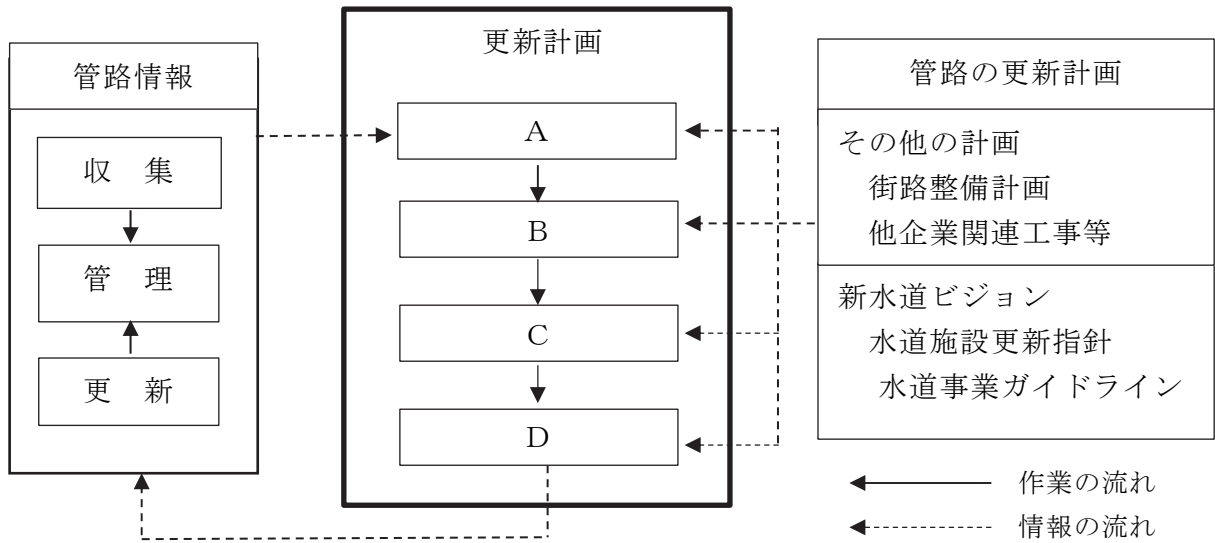 管路情報
収 集
管 理
更 新
更新計画
A
B
C
D
管路の更新計画
その他の計画
街路整備計画
他企業関連工事等
新水道ビジョン
水道施設更新指針
水道事業ガイドライン
作業の流れ
情報の流れ